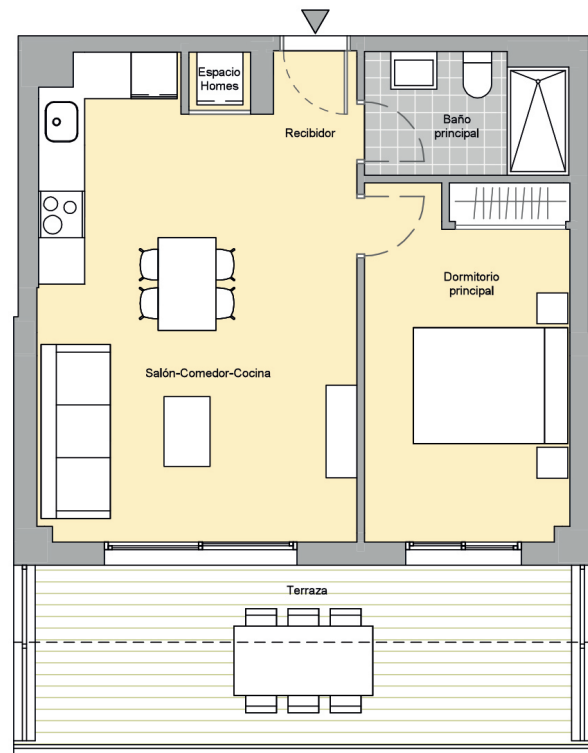 Espacio
Homes
Recibidor
Baño
principal
Dormitorio
principal
Salón-Comedor-Cocina
Terraza